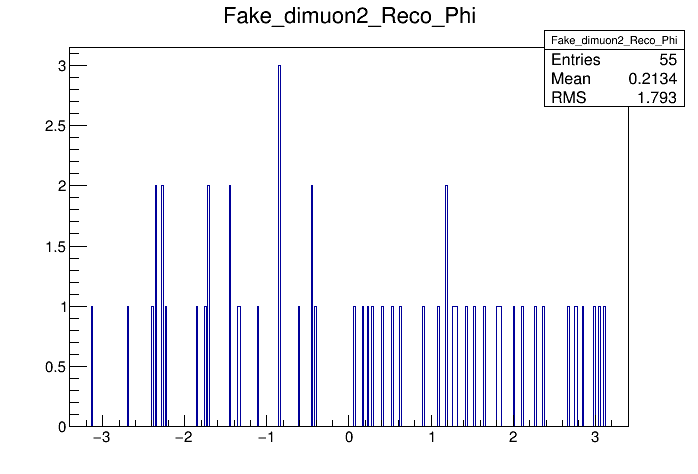 Fake_dimuon2_Reco_Phi
Fake_dimuon2_Reco_Phi
Entries 55
Mean 0.2134
RMS 1.793
3
2.5
2
1.5
1
0.5
0
−3 −2 −1 0 1 2 3